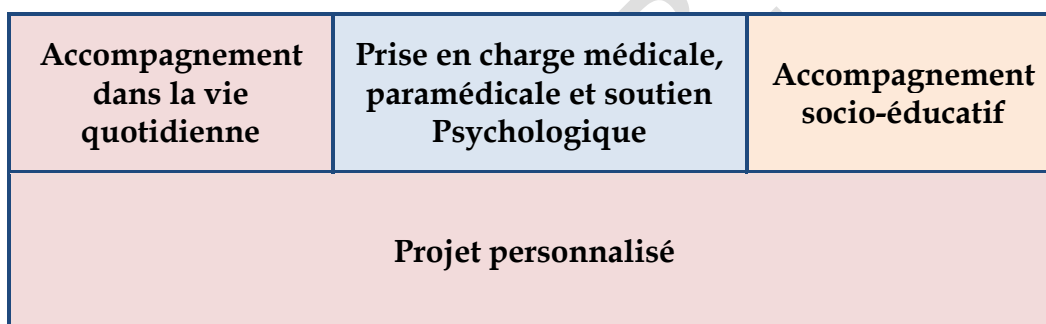 Accompagnement
dans la vie
quotidienne
Prise en charge médicale,
paramédicale et soutien
Psychologique
Accompagnement
socio-éducatif
Projet personnalisé